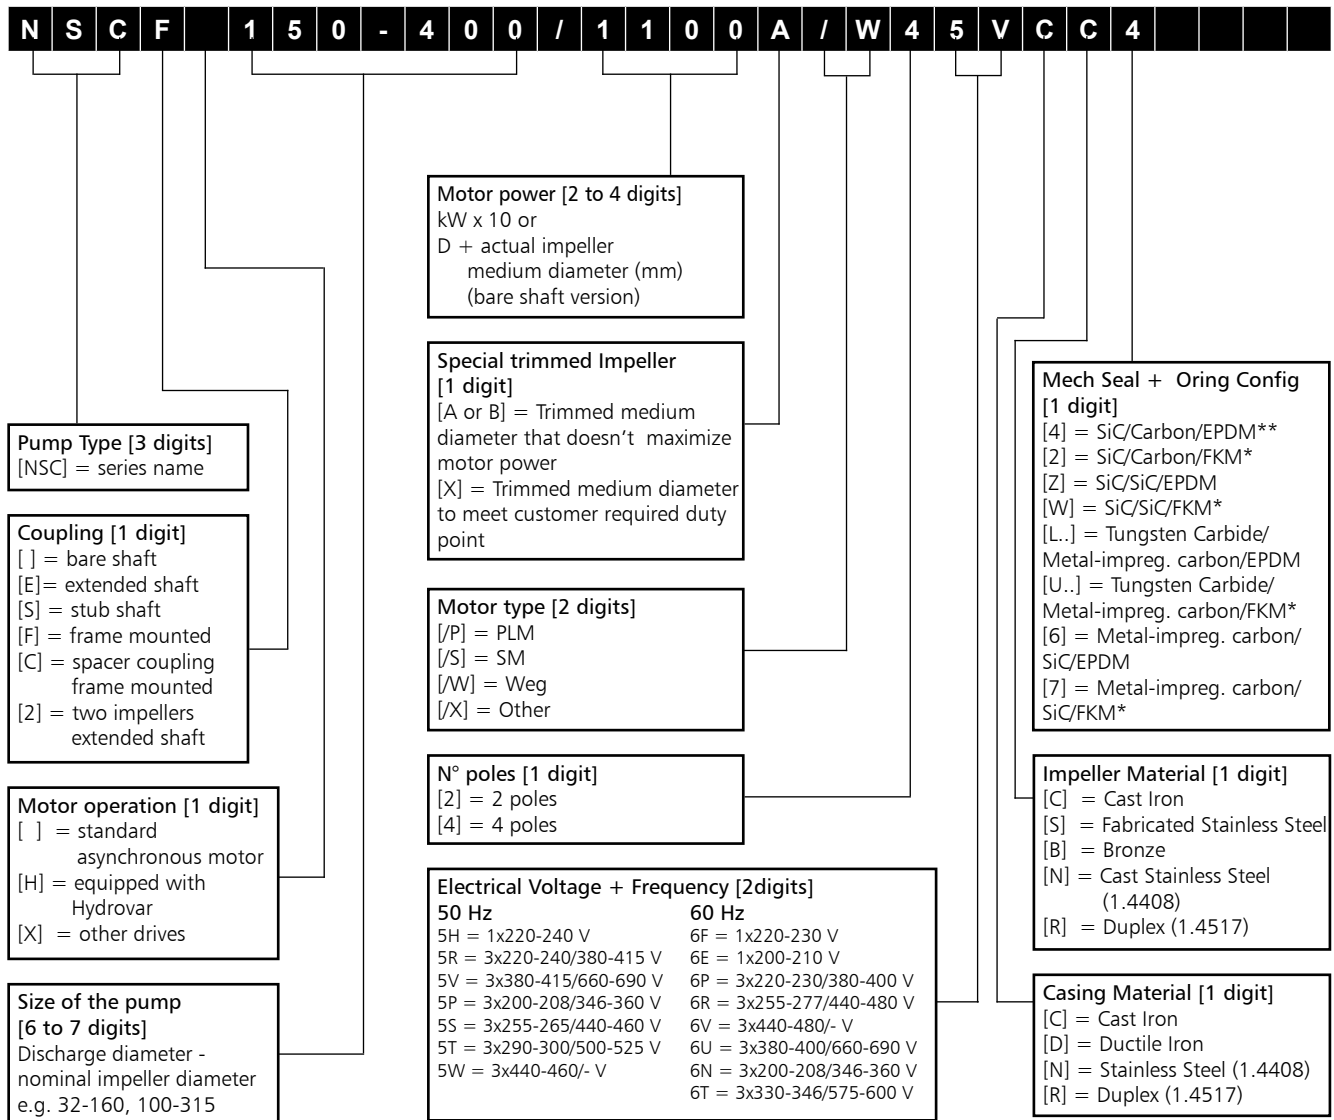 NSCF 150-400/1100A/W45VCC4
Motor power [2 to 4 digits]
kW x 10 or
D + actual impeller
medium diameter (mm)
(bare shaft version)
Special trimmed Impeller
[1 digit]
[A or B] = Trimmed medium
diameter that doesn't maximize
motor power
[X] = Trimmed medium diameter
to meet customer required duty
point
Motor type [2 digits]
[/P] = PLM
[/S] = SM
[/W] = Weg
[/X] = Other
N° poles [1 digit]
[2] = 2 poles
[4] = 4 poles
Electrical Voltage + Frequency [2digits]
50 Hz
5H = 1x220-240 V
5R = 3x220-240/380-415 V
5V = 3x380-415/660-690 V
5P = 3x200-208/346-360 V
5S = 3x255-265/440-460 V
5T = 3x290-300/500-525 V
5W = 3x440-460/- V
60 Hz
6F = 1x220-230 V
6E = 1x200-210 V
6P = 3x220-230/380-400 V
6R = 3x255-277/440-480 V
6V = 3x440-480/- V
6U = 3x380-400/660-690 V
6N = 3x200-208/346-360 V
6T = 3x330-346/575-600 V
Pump Type [3 digits]
[NSC] = series name
Coupling [1 digit]
[ ] = bare shaft
[E]= extended shaft
[S] = stub shaft
[F] = frame mounted
[C] = spacer coupling
frame mounted
[2] = two impellers
extended shaft
Motor operation [1 digit]
[ ] = standard
asynchronous motor
[H] = equipped with
Hydrovar
[X] = other drives
Size of the pump
[6 to 7 digits]
Discharge diameter -
nominal impeller diameter
e.g. 32-160, 100-315
Mech Seal + Oring Config
[1 digit]
[4] = SiC/Carbon/EPDM**
[2] = SiC/Carbon/FKM*
[Z] = SiC/SiC/EPDM
[W] = SiC/SiC/FKM*
[L..] = Tungsten Carbide/
Metal-impreg. carbon/EPDM
[U..] = Tungsten Carbide/
Metal-impreg. carbon/FKM*
[6] = Metal-impreg. carbon/
SiC/EPDM
[7] = Metal-impreg. carbon/
SiC/FKM*
Impeller Material [1 digit]
[C] = Cast Iron
[S] = Fabricated Stainless Steel
[B] = Bronze
[N] = Cast Stainless Steel
(1.4408)
[R] = Duplex (1.4517)
Casing Material [1 digit]
[C] = Cast Iron
[D] = Ductile Iron
[N] = Stainless Steel (1.4408)
[R] = Duplex (1.4517)